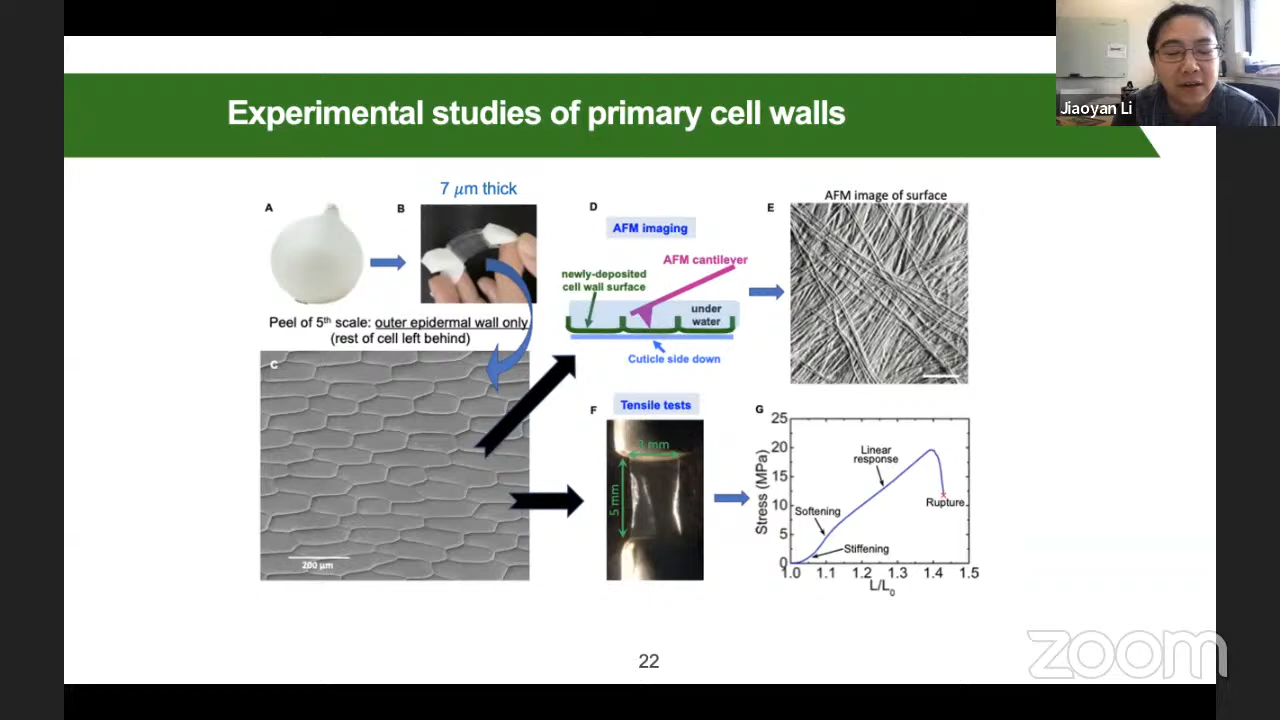 Experimental studies of primary cell walls
Jiaoyan Li
A
B
7 μm thick
Peel of 5th scale: outer epidermal wall only
(rest of cell left behind)
C
200 μm
D
AFM imaging
AFM cantilever
newly-deposited
cell wall surface
under
water
Cuticle side down
E
AFM image of surface
F
Tensile tests
3 mm
5 mm
G
Stress (MPa)
25
20
15
10
5
0
Linear
response
Softening
Stiffening
Rupture
1.0 1.1 1.2 1.3 1.4 1.5
L/L0
22
zoom